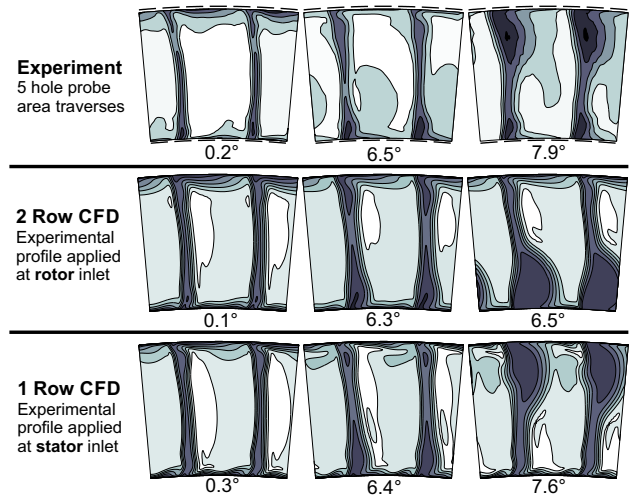 Experiment
5 hole probe
area traverses
0.2°
6.5°
7.9°
2 Row CFD
Experimental
profile applied
at rotor inlet
0.1°
6.3°
6.5°
1 Row CFD
Experimental
profile applied
at stator inlet
0.3°
6.4°
7.6°